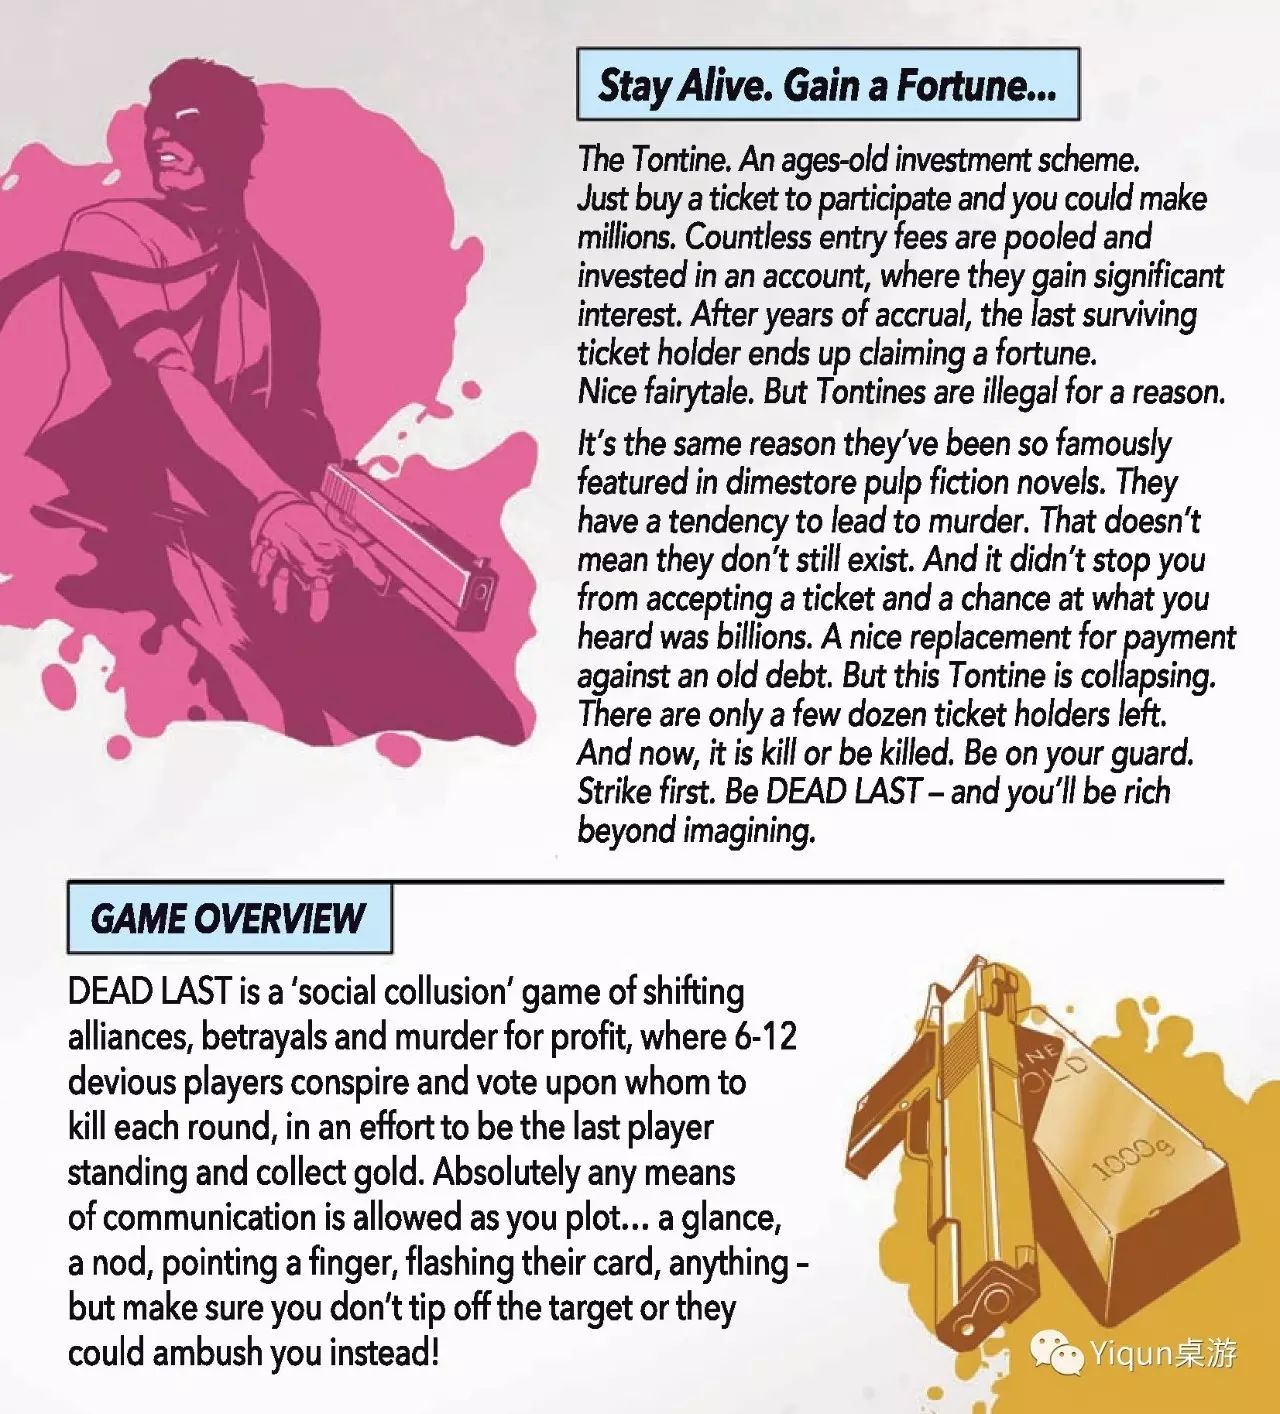 Stay Alive. Gain a Fortune...
The Tontine. An ages-old investment scheme.
Just buy a ticket to participate and you could make
millions. Countless entry fees are pooled and
invested in an account, where they gain significant
interest. After years of accrual, the last surviving
ticket holder ends up claiming a fortune.
Nice fairytale. But Tontines are illegal for a reason.
It's the same reason they've been so famously
featured in dimestore pulp fiction novels. They
have a tendency to lead to murder. That doesn't
mean they don't still exist. And it didn't stop you
from accepting a ticket and a chance at what you
heard was billions. A nice replacement for payment
against an old debt. But this Tontine is collapsing.
There are only a few dozen ticket holders left.
And now, it is kill or be killed. Be on your guard.
Strike first. Be DEAD LAST – and you'll be rich
beyond imagining.
GAME OVERVIEW
DEAD LAST is a 'social collusion' game of shifting
alliances, betrayals and murder for profit, where 6-12
devious players conspire and vote upon whom to
kill each round, in an effort to be the last player
standing and collect gold. Absolutely any means
of communication is allowed as you plot... a glance,
a nod, pointing a finger, flashing their card, anything –
but make sure you don't tip off the target or they
could ambush you instead!
1000g
Yiqun桌游